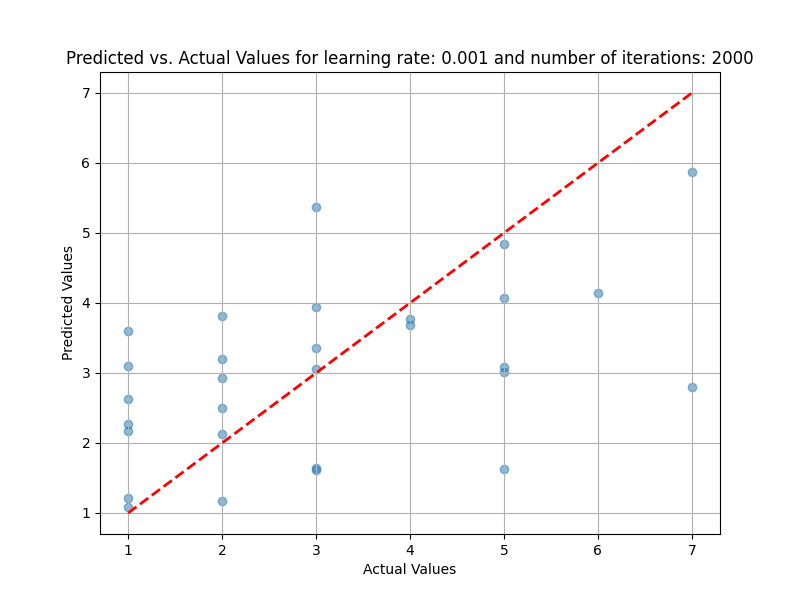 Predicted vs. Actual Values for learning rate: 0.001 and number of iterations: 2000
7
6
5
4
3
2
1
Predicted Values
1 2 3 4 5 6 7
Actual Values